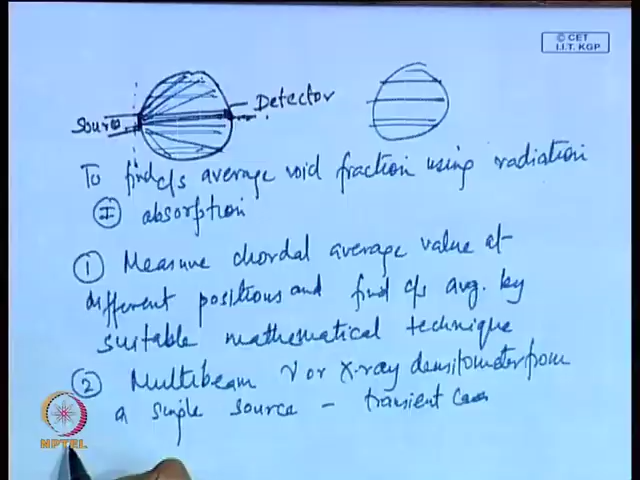 © CET
I.I.T. KGP
Source
Detector
To find c/s average void fraction using radiation
I absorption
1 Measure chordal average value at
different positions and find c/s avg. by
suitable mathematical technique
2 Multibeam γ or X-ray densitometer from
a single source - transient case
NPTEL